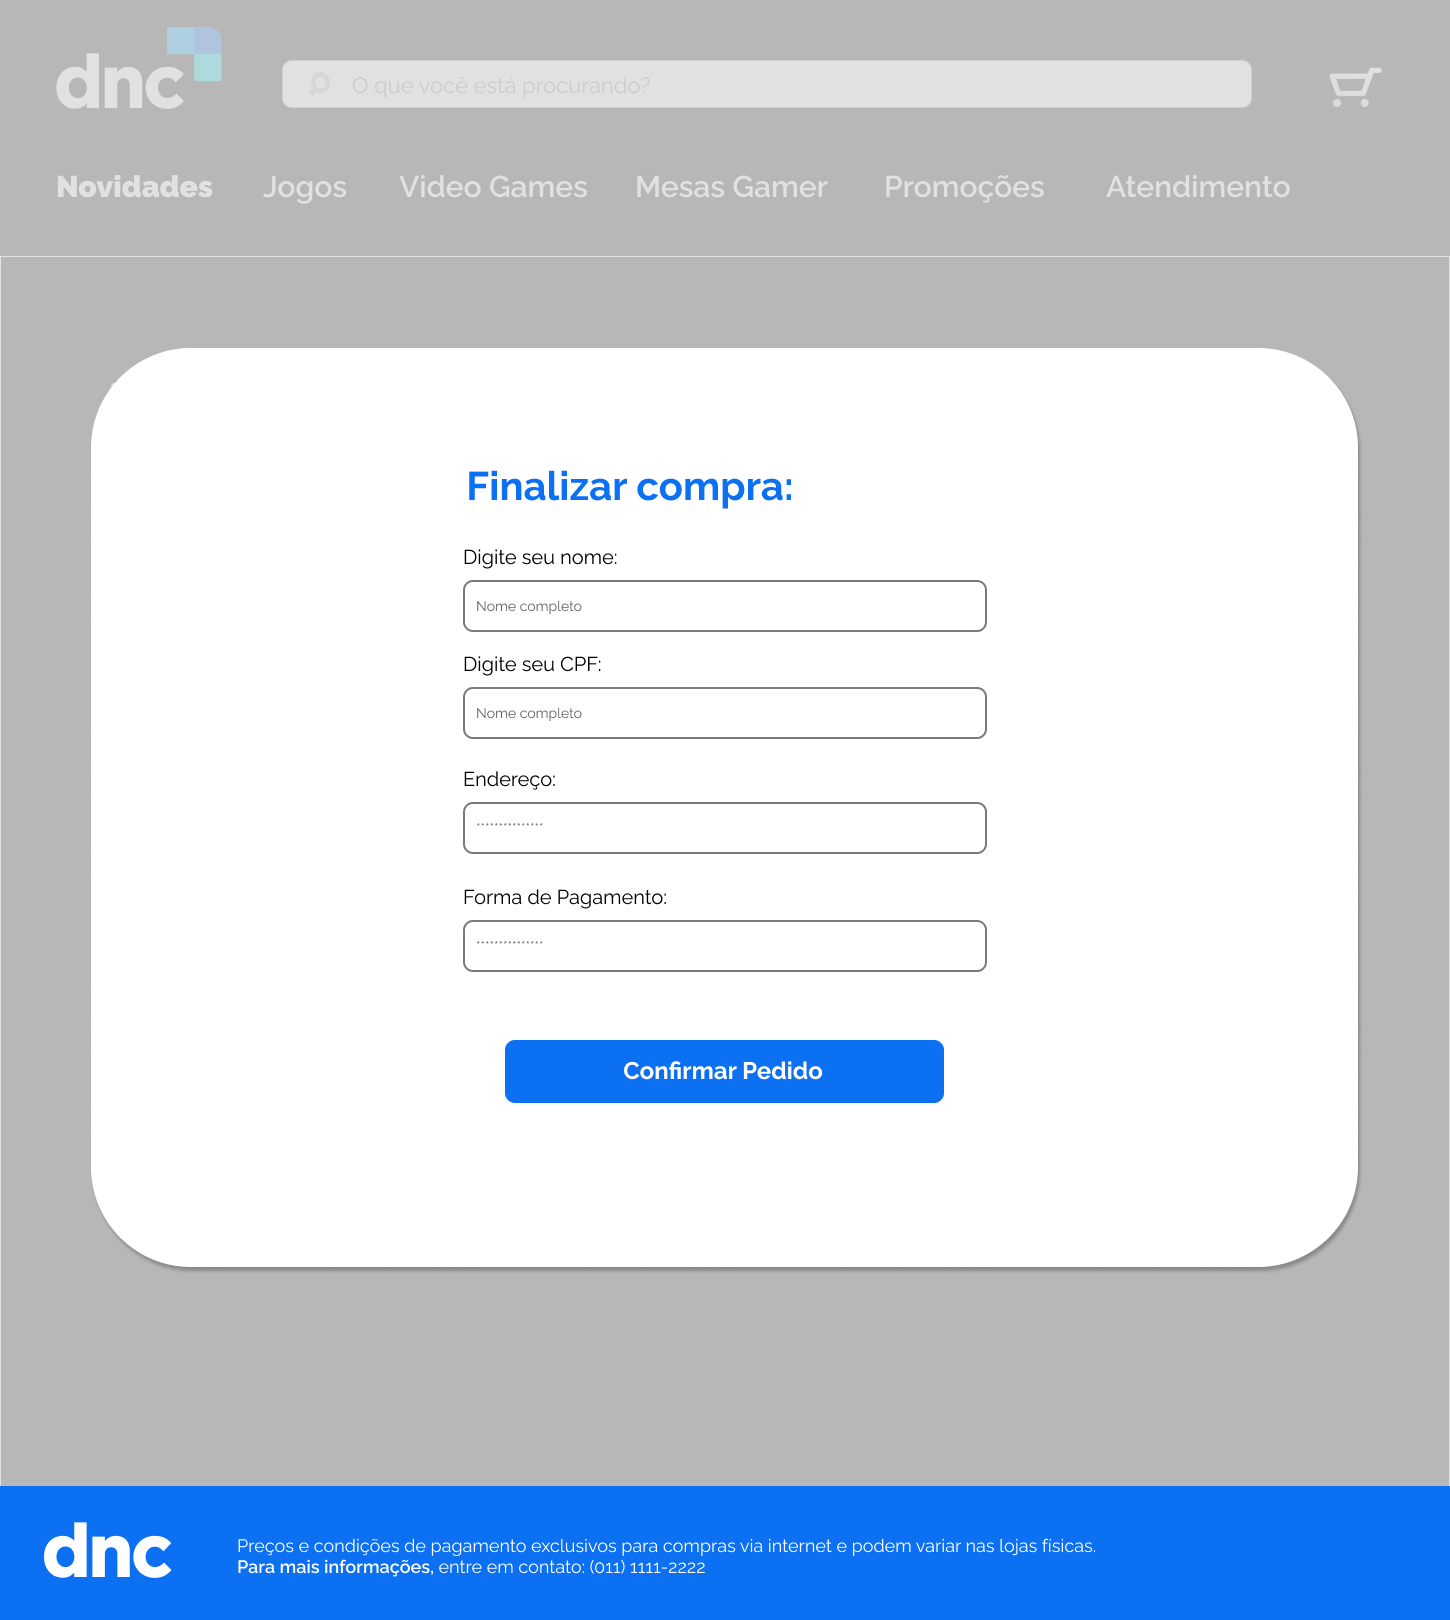 dnc
O que você está procurando?
Novidades Jogos Video Games Mesas Gamer Promoções Atendimento
Finalizar compra:
Digite seu nome:
Nome completo
Digite seu CPF:
Nome completo
Endereço:
***************
Forma de Pagamento:
***************
Confirmar Pedido
dnc
Preços e condições de pagamento exclusivos para compras via internet e podem variar nas lojas físicas.
Para mais informações, entre em contato: (011) 1111-2222